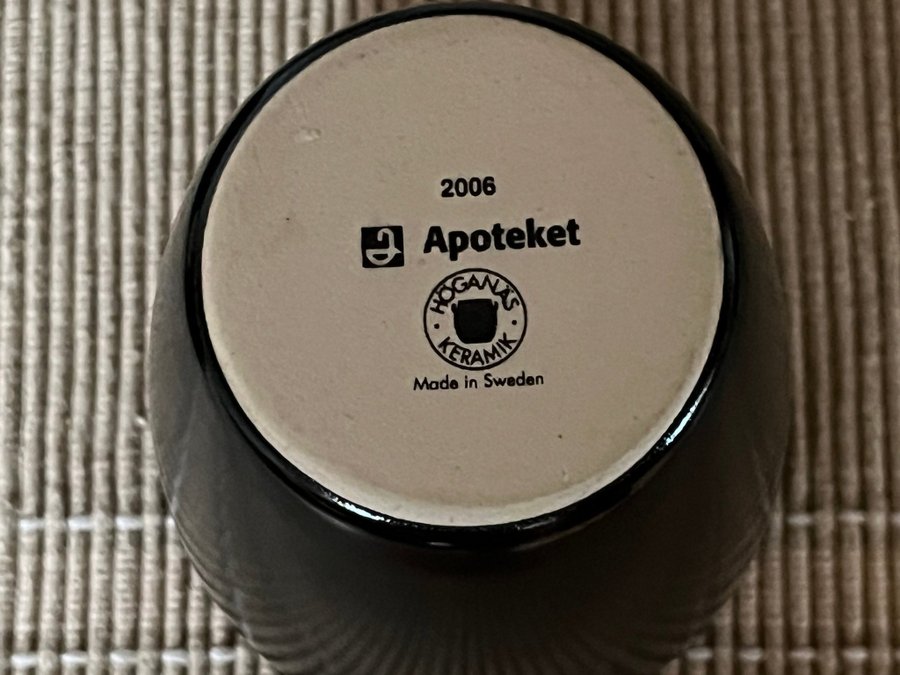 2006
Apoteket
HÖGANÄS
KERAMIK
Made in Sweden